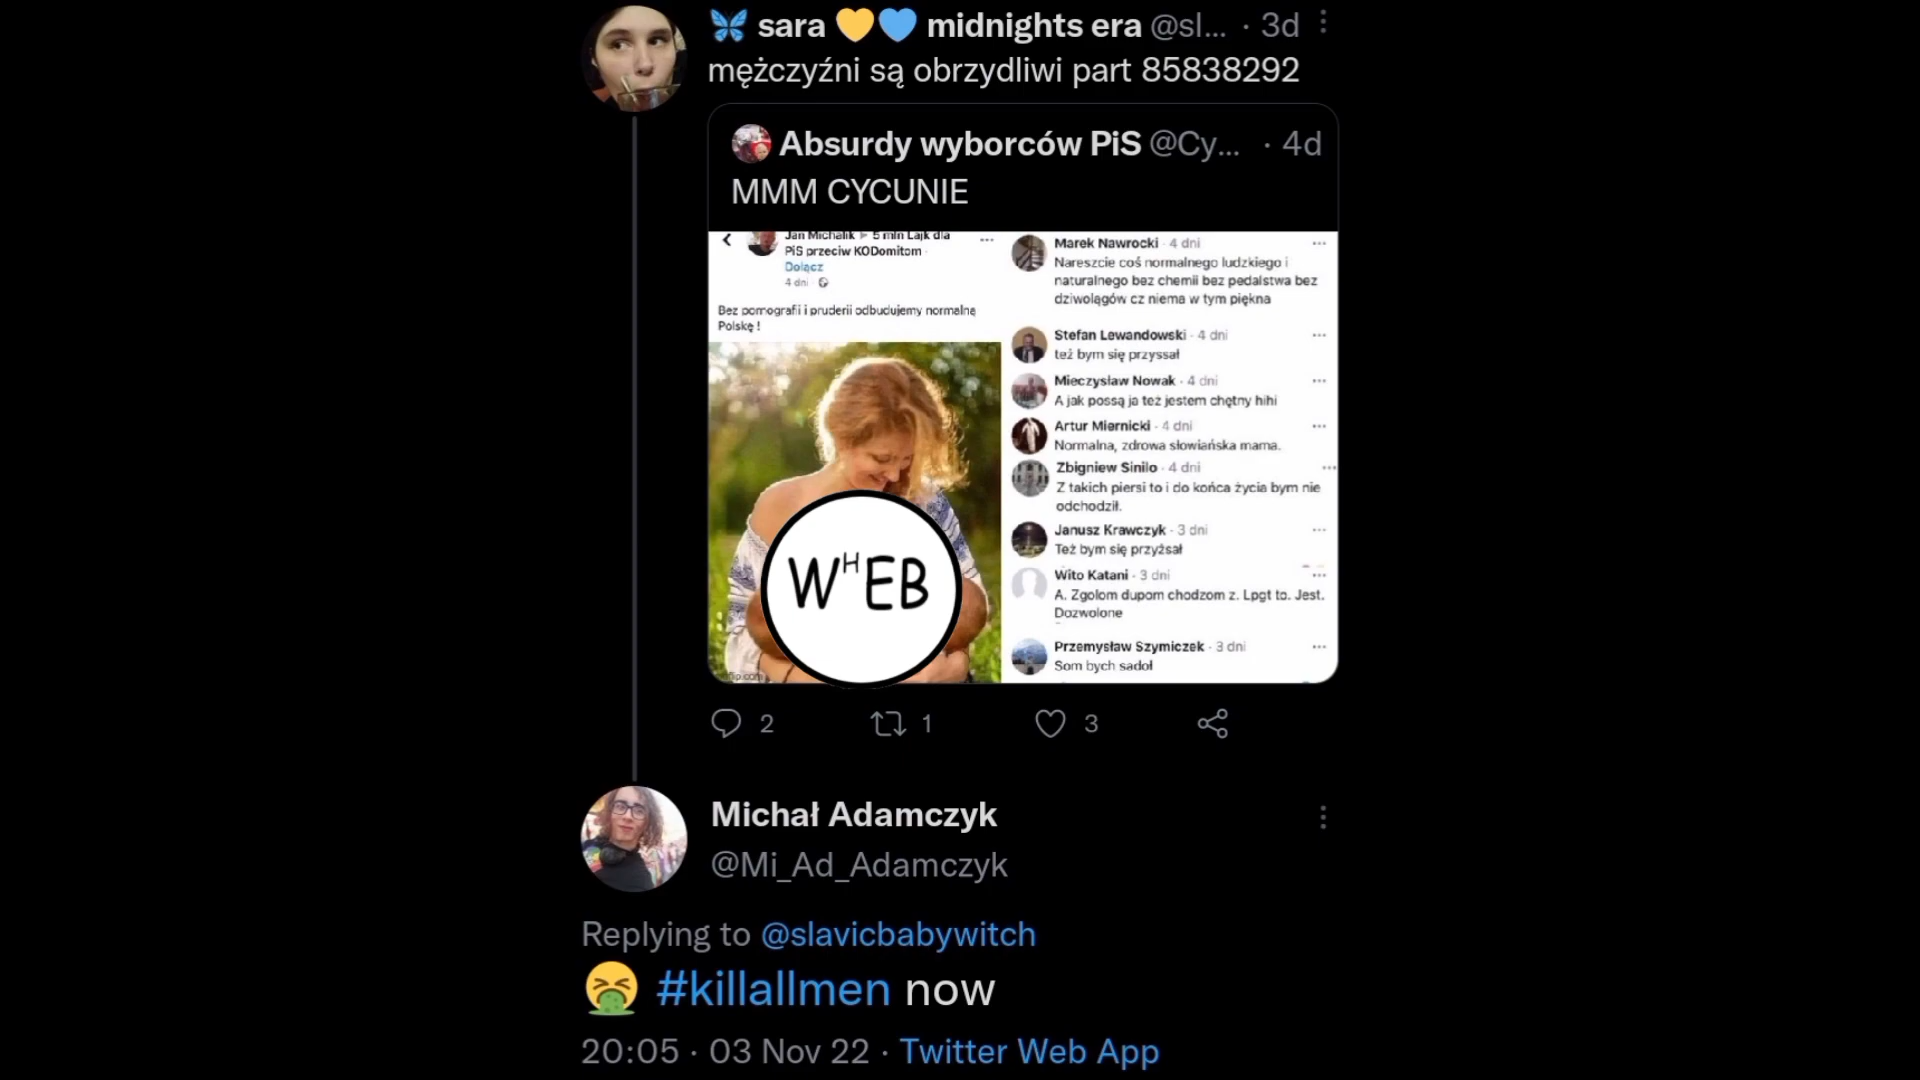 sara 💛💙 midnights era @sl... · 3d
mężczyźni są obrzydliwi part 85838292
Absurdy wyborców PiS @Cy... · 4d
MMM CYCUNIE
Jan Michalik ▸ 5 mln Lajk dla
PiS przeciw KODomitom ·
Dołącz
4 dni ·
Bez pornografii i pruderii odbudujemy normalną
Polskę !
WHEB
Marek Nawrocki · 4 dni
Nareszcie coś normalnego ludzkiego i
naturalnego bez chemii bez pedalstwa bez
dziwolągów cz niema w tym piękna
Stefan Lewandowski · 4 dni
też bym się przyssał
Mieczysław Nowak · 4 dni
A jak possą ja też jestem chętny hihi
Artur Miernicki · 4 dni
Normalna, zdrowa słowiańska mama.
Zbigniew Sinilo · 4 dni
Z takich piersi to i do końca życia bym nie
odchodził.
Janusz Krawczyk · 3 dni
Też bym się przyżsał
Wito Katani · 3 dni
A. Zgolom dupom chodzom z. Lpgt to. Jest.
Dozwolone
Przemysław Szymiczek · 3 dni
Som bych sadoł
2 1 3
Michał Adamczyk
@Mi_Ad_Adamczyk
Replying to @slavicbabywitch
🤮 #killallmen now
20:05 · 03 Nov 22 · Twitter Web App